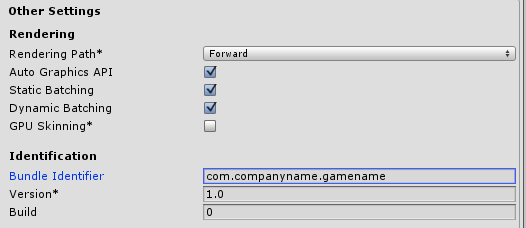 Other Settings
Rendering
Rendering Path* Forward
Auto Graphics API
Static Batching
Dynamic Batching
GPU Skinning*
Identification
Bundle Identifier com.companyname.gamename
Version* 1.0
Build 0